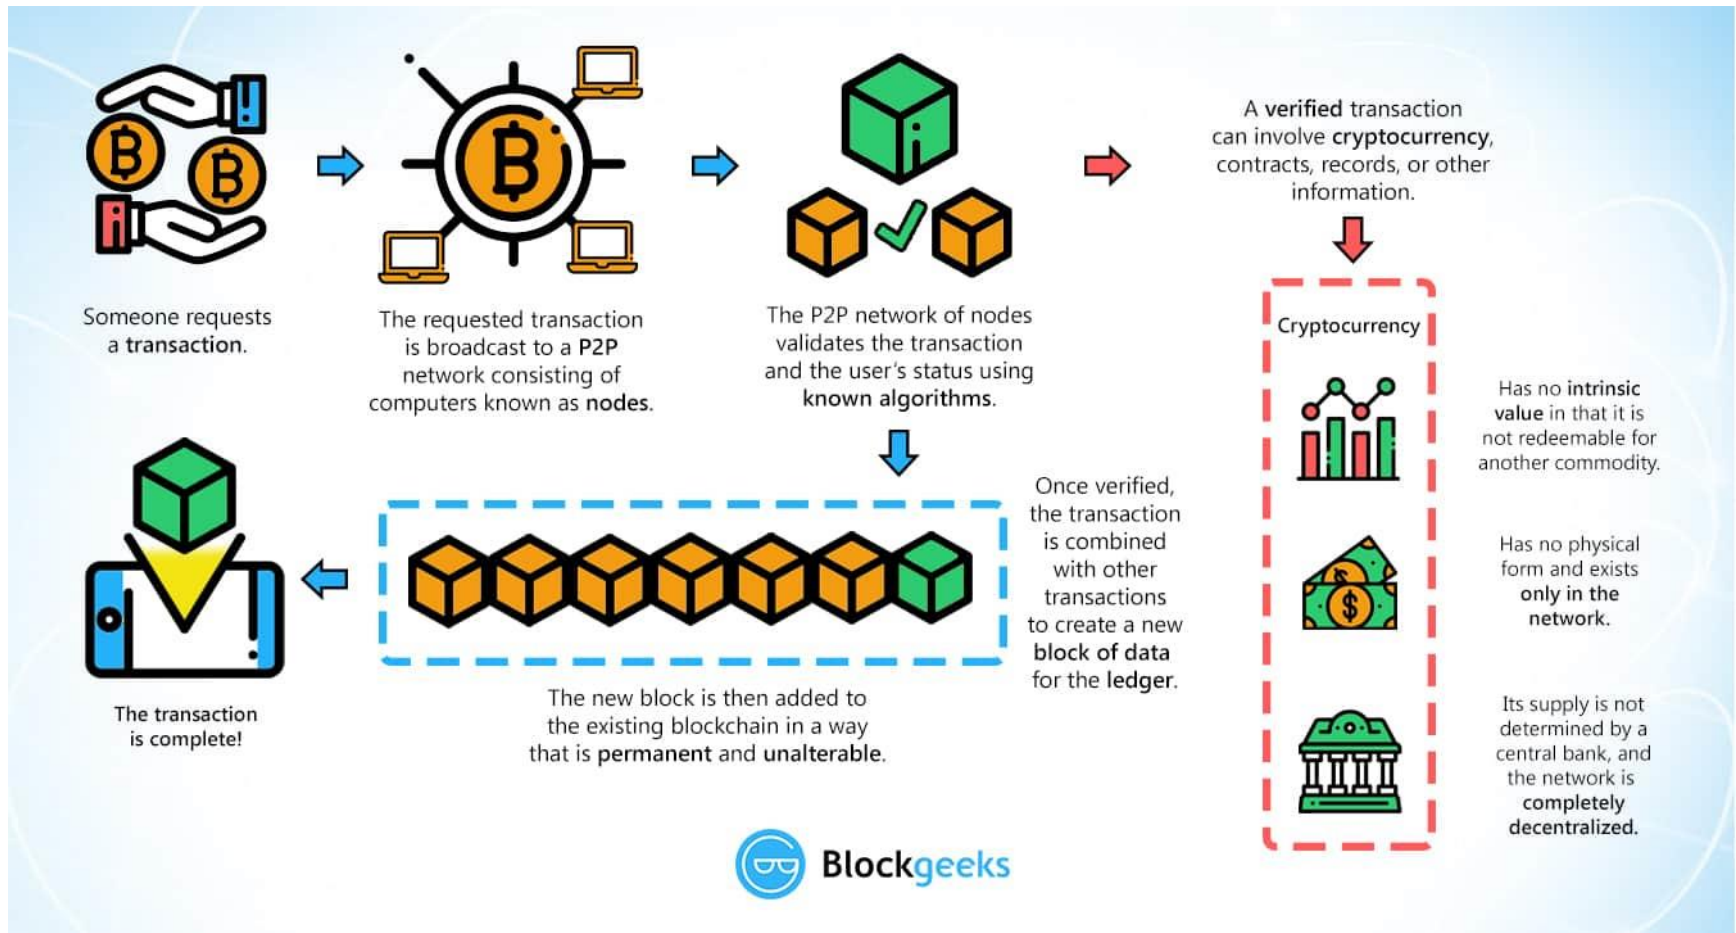 Someone requests
a transaction.
The requested transaction
is broadcast to a P2P
network consisting of
computers known as nodes.
The P2P network of nodes
validates the transaction
and the user's status using
known algorithms.
A verified transaction
can involve cryptocurrency,
contracts, records, or other
information.
Cryptocurrency
Has no intrinsic
value in that it is
not redeemable for
another commodity.
Has no physical
form and exists
only in the
network.
Its supply is not
determined by a
central bank, and
the network is
completely
decentralized.
Once verified,
the transaction
is combined
with other
transactions
to create a new
block of data
for the ledger.
The new block is then added to
the existing blockchain in a way
that is permanent and unalterable.
The transaction
is complete!
Blockgeeks